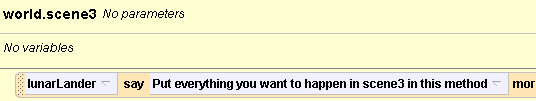 world.scene3 No parameters
No variables
lunarLander say Put everything you want to happen in scene3 in this method mor